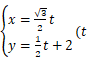 {x = √3/2 t
y = 1/2 t + 2 (t